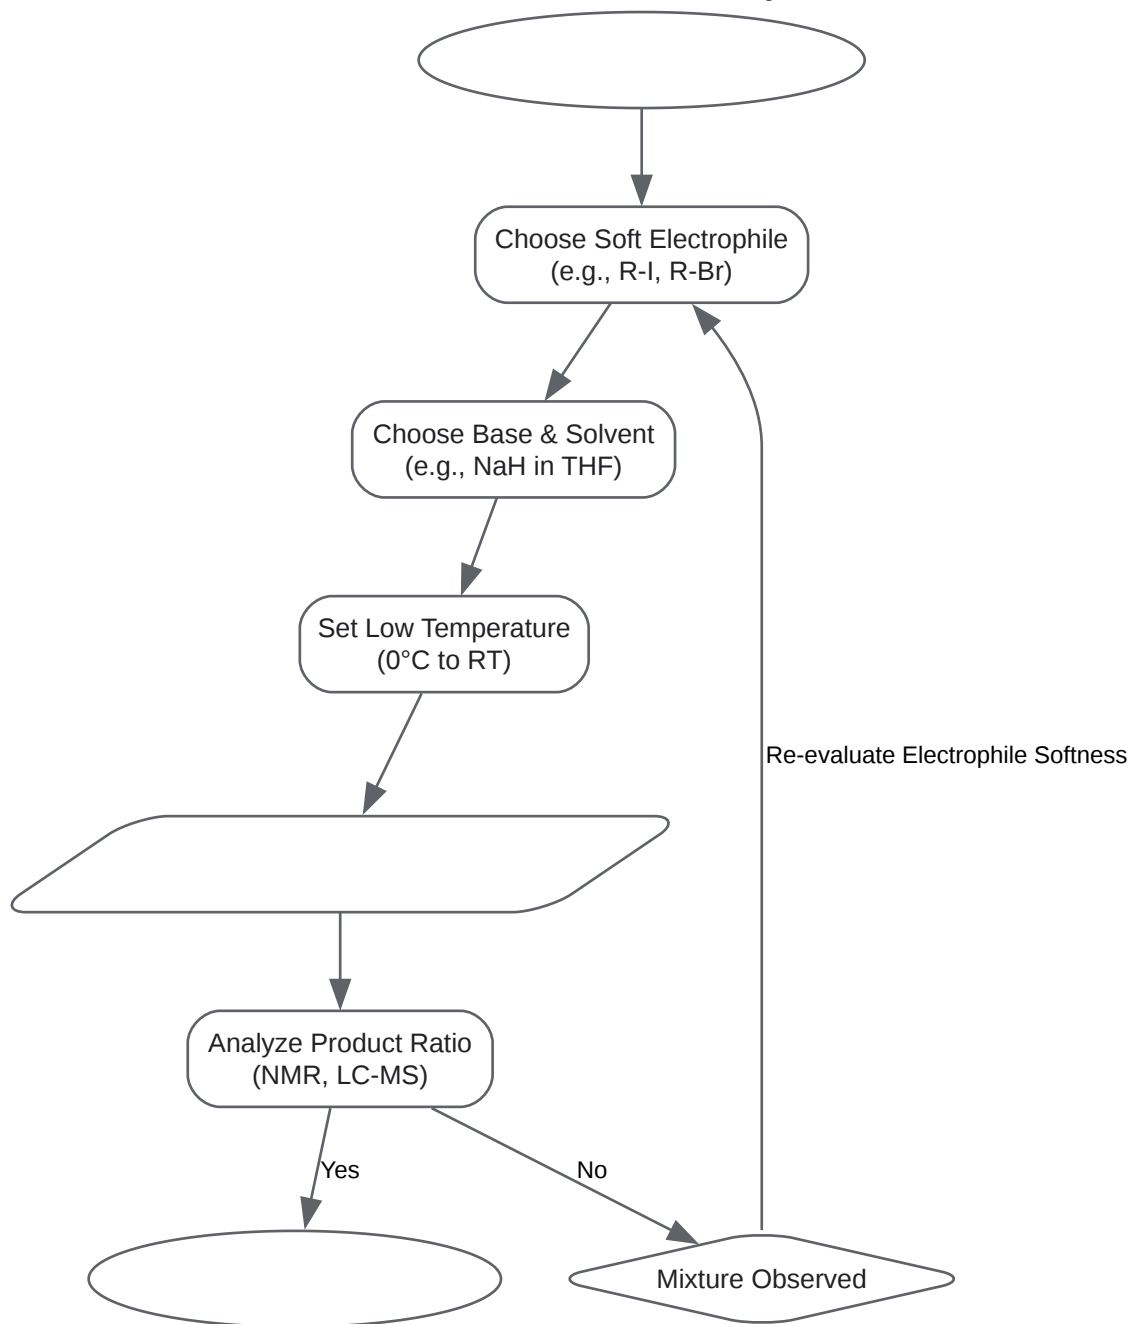 Choose Soft Electrophile
(e.g., R-I, R-Br)
Choose Base & Solvent
(e.g., NaH in THF)
Set Low Temperature
(0°C to RT)
Re-evaluate Electrophile Softness
Analyze Product Ratio
(NMR, LC-MS)
Yes
No
Mixture Observed